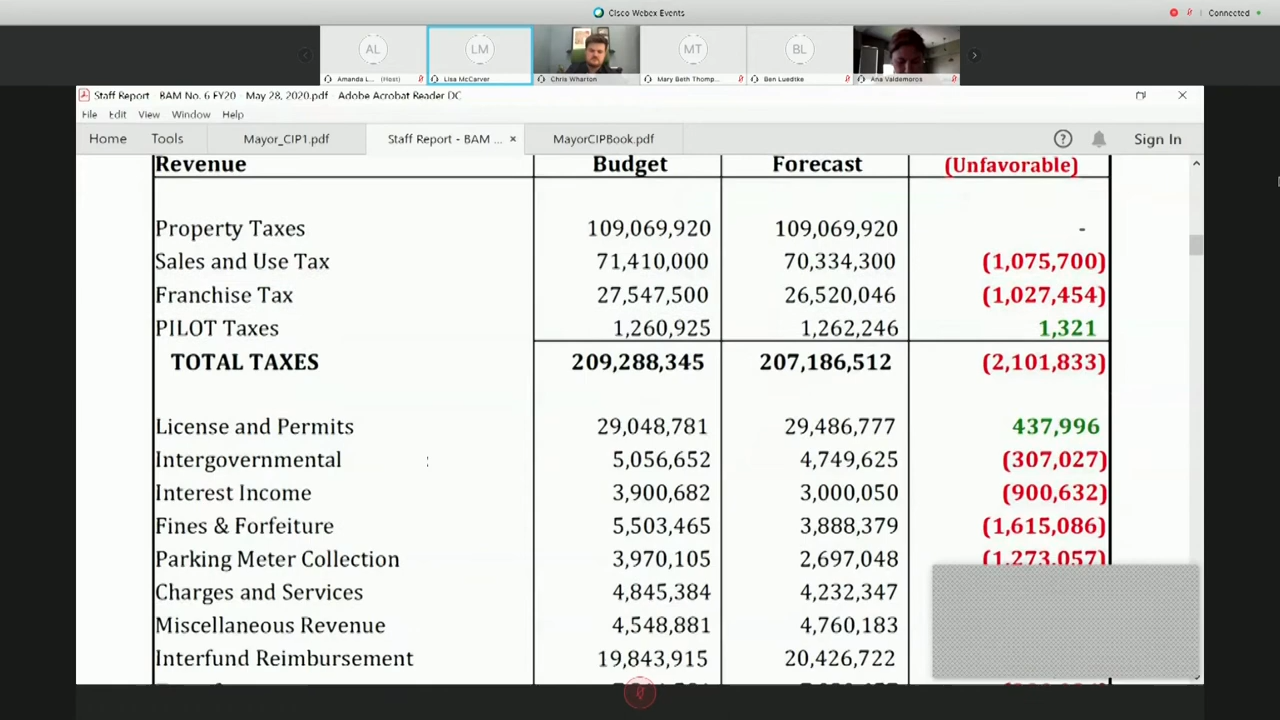 Cisco Webex Events
Connected
AL LM MT BL
Amanda L... (Host) Lisa McCarver Chris Wharton Mary Beth Thomp... Ben Luedtke Ana Valdemoros
Staff Report BAM No. 6 FY20 May 28, 2020.pdf Adobe Acrobat Reader DC
File Edit View Window Help
Home Tools Mayor_CIP1.pdf Staff Report - BAM ... × MayorCIPBook.pdf Sign In
Revenue Budget Forecast (Unfavorable)
Property Taxes 109,069,920 109,069,920 -
Sales and Use Tax 71,410,000 70,334,300 (1,075,700)
Franchise Tax 27,547,500 26,520,046 (1,027,454)
PILOT Taxes 1,260,925 1,262,246 1,321
TOTAL TAXES 209,288,345 207,186,512 (2,101,833)
License and Permits 29,048,781 29,486,777 437,996
Intergovernmental 5,056,652 4,749,625 (307,027)
Interest Income 3,900,682 3,000,050 (900,632)
Fines & Forfeiture 5,503,465 3,888,379 (1,615,086)
Parking Meter Collection 3,970,105 2,697,048 (1,273,057)
Charges and Services 4,845,384 4,232,347
Miscellaneous Revenue 4,548,881 4,760,183
Interfund Reimbursement 19,843,915 20,426,722